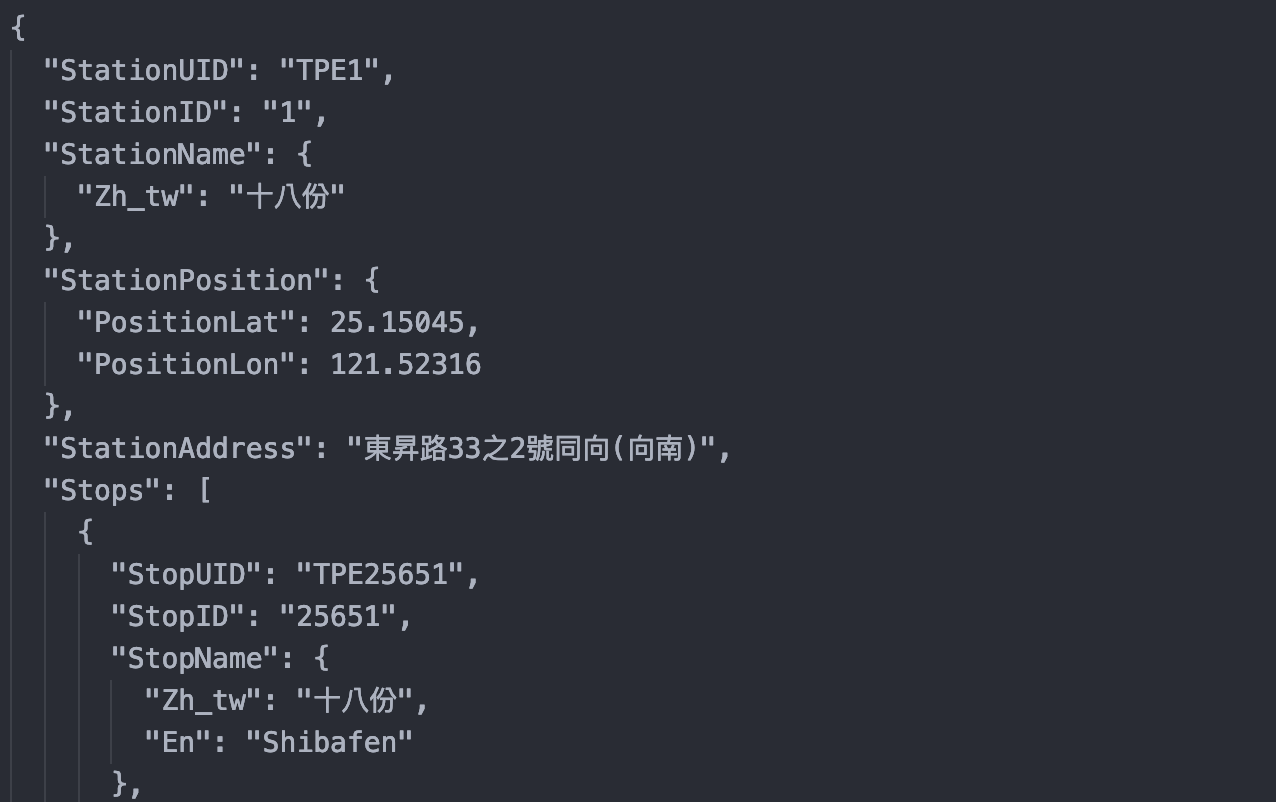 {
"StationUID": "TPE1",
"StationID": "1",
"StationName": {
"Zh_tw": "十八份"
},
"StationPosition": {
"PositionLat": 25.15045,
"PositionLon": 121.52316
},
"StationAddress": "東昇路33之2號同向(向南)",
"Stops": [
{
"StopUID": "TPE25651",
"StopID": "25651",
"StopName": {
"Zh_tw": "十八份",
"En": "Shibafen"
},